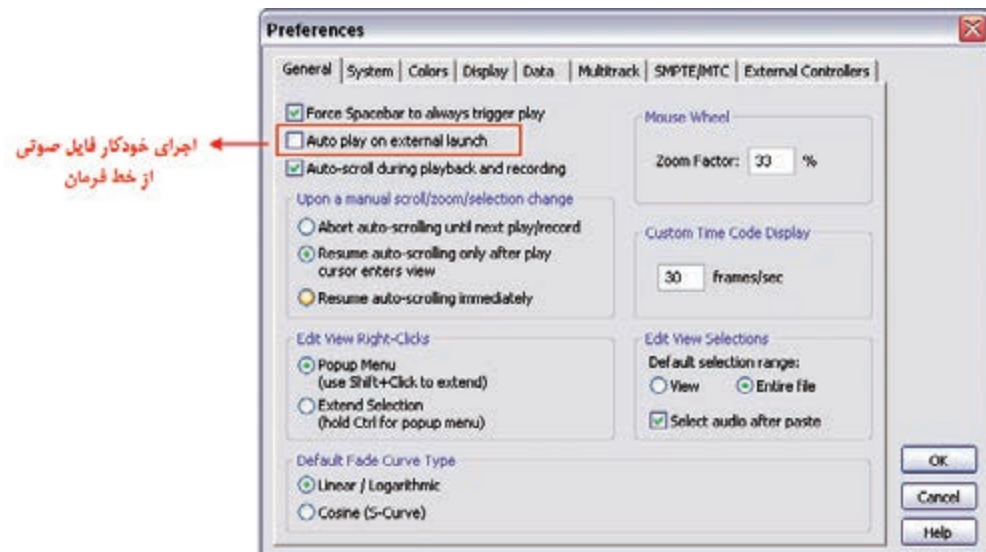 Preferences
General System Colors Display Data Multitrack SMPTE/MTC External Controllers
Force Spacebar to always trigger play
Auto play on external launch
Auto-scroll during playback and recording
Upon a manual scroll/zoom/selection change
Abort auto-scrolling until next play/record
Resume auto-scrolling only after play
cursor enters view
Resume auto-scrolling immediately
Edit View Right-Clicks
Popup Menu
(use Shift+Click to extend)
Extend Selection
(hold Ctrl for popup menu)
Default Fade Curve Type
Linear / Logarithmic
Cosine (S-Curve)
Mouse Wheel
Zoom Factor: 33 %
Custom Time Code Display
30 frames/sec
Edit View Selections
Default selection range:
View Entire file
Select audio after paste
OK
Cancel
Help
اجرای خودکار فایل صوتی
از خط فرمان